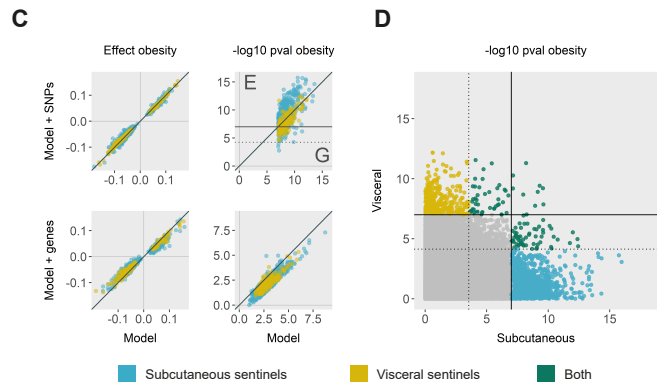 C
D
Effect obesity
-log10 pval obesity
-log10 pval obesity
Model + SNPs
0.1
0.0
-0.1
-0.1
0.0
0.1
15
10
5
0
0
5
10
15
E
G
Model + genes
0.1
0.0
-0.1
-0.1
0.0
0.1
Model
7.5
5.0
2.5
0.0
0.0
2.5
5.0
7.5
Model
Visceral
15
10
5
0
0
5
10
15
Subcutaneous
Subcutaneous sentinels
Visceral sentinels
Both